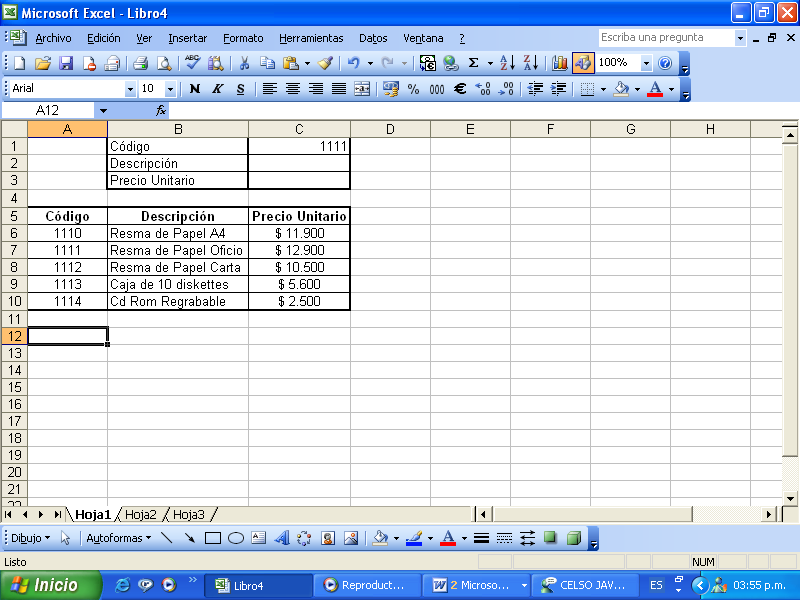 Microsoft Excel - Libro4
Archivo Edición Ver Insertar Formato Herramientas Datos Ventana ? Escriba una pregunta
100%
Arial 10 N K S % 000 €
A12 fx
A B C D E F G H
1 Código 1111
2 Descripción
3 Precio Unitario
4
5 Código Descripción Precio Unitario
6 1110 Resma de Papel A4 $ 11.900
7 1111 Resma de Papel Oficio $ 12.900
8 1112 Resma de Papel Carta $ 10.500
9 1113 Caja de 10 diskettes $ 5.600
10 1114 Cd Rom Regrabable $ 2.500
11
12
13
14
15
16
17
18
19
20
21
22
Hoja1 Hoja2 Hoja3
Dibujo Autoformas
Listo NUM
Inicio Libro4 Reproduct... 2 Microso... CELSO JAV... ES 03:55 p.m.